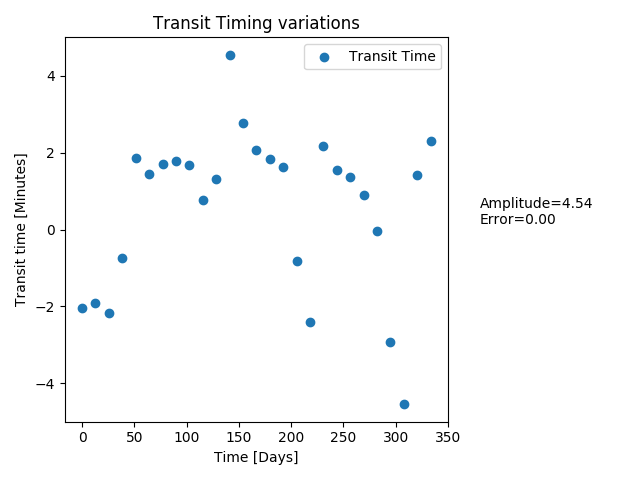 Transit Timing variations
Transit Time
4
2
0
−2
−4
Transit time [Minutes]
0 50 100 150 200 250 300 350
Time [Days]
Amplitude=4.54
Error=0.00